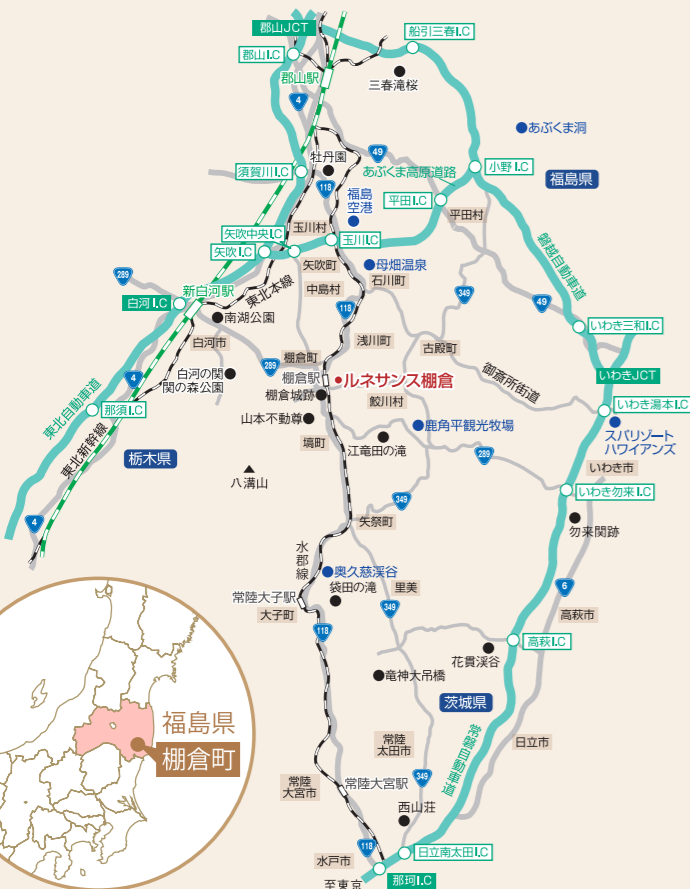 郡山JCT
船引三春I.C
郡山I.C
郡山駅
三春滝桜
4
あぶくま洞
49
牡丹園
あぶくま高原道路
小野I.C
須賀川I.C
118
福島県
福島
空港
平田I.C
平田村
玉川村
矢吹中央I.C
玉川I.C
矢吹I.C
矢吹町
磐越自動車道
母畑温泉
289
石川町
新白河駅
東北本線
中島村
349
白河I.C
118
49
南湖公園
いわき三和I.C
白河市
浅川町
古殿町
棚倉町
289
御斎所街道
いわきJCT
白河の関
関の森公園
棚倉駅
ルネサンス棚倉
4
棚倉城跡
鮫川村
那須I.C
いわき湯本I.C
東北自動車道
山本不動尊
鹿角平観光牧場
スパリゾート
ハワイアンズ
東北新幹線
塙町
江竜田の滝
289
栃木県
いわき市
八溝山
いわき勿来I.C
349
4
矢祭町
勿来関跡
水郡線
奥久慈渓谷
6
袋田の滝
里美
常陸大子駅
349
大子町
高萩市
118
高萩I.C
花貫渓谷
竜神大吊橋
茨城県
福島県
棚倉町
常陸
太田市
日立市
常磐自動車道
常陸
大宮市
常陸大宮駅
349
西山荘
118
日立南太田I.C
水戸市
至東京
那珂I.C